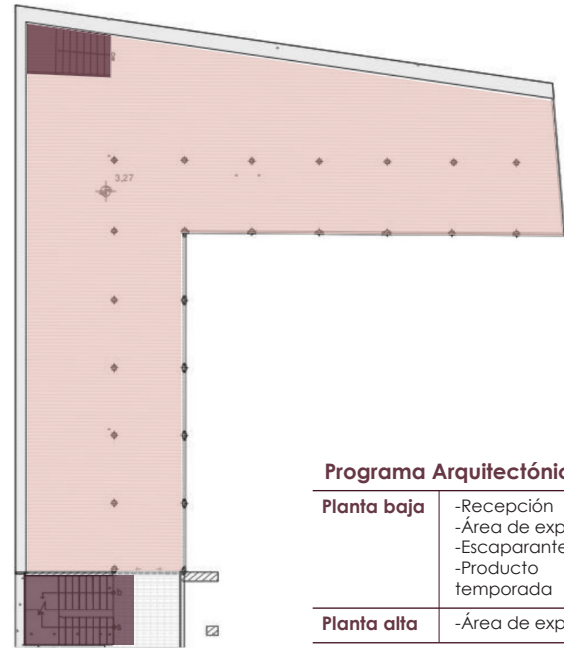 3,27
Programa Arquitectónic
Planta baja
-Recepción
-Área de exp
-Escaparante
-Producto
temporada
Planta alta
-Área de exp